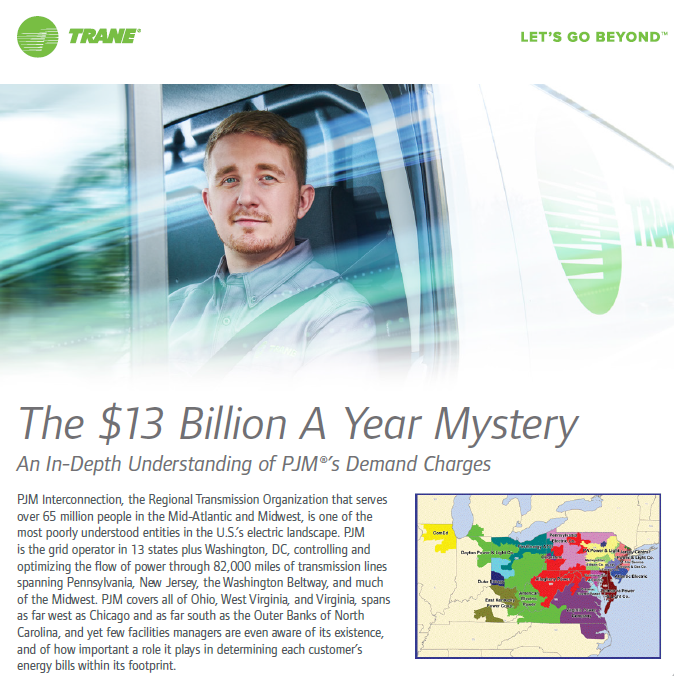 TRANE®
LET'S GO BEYOND™
TRA
The $13 Billion A Year Mystery
An In-Depth Understanding of PJM®'s Demand Charges
PJM Interconnection, the Regional Transmission Organization that serves
over 65 million people in the Mid-Atlantic and Midwest, is one of the
most poorly understood entities in the U.S.'s electric landscape. PJM
is the grid operator in 13 states plus Washington, DC, controlling and
optimizing the flow of power through 82,000 miles of transmission lines
spanning Pennsylvania, New Jersey, the Washington Beltway, and much
of the Midwest. PJM covers all of Ohio, West Virginia, and Virginia, spans
as far west as Chicago and as far south as the Outer Banks of North
Carolina, and yet few facilities managers are even aware of its existence,
and of how important a role it plays in determining each customer's
energy bills within its footprint.
ComEd
Dayton Power & Light Co.
Duke
East Kentucky
Power Coop
American
Electric
Power